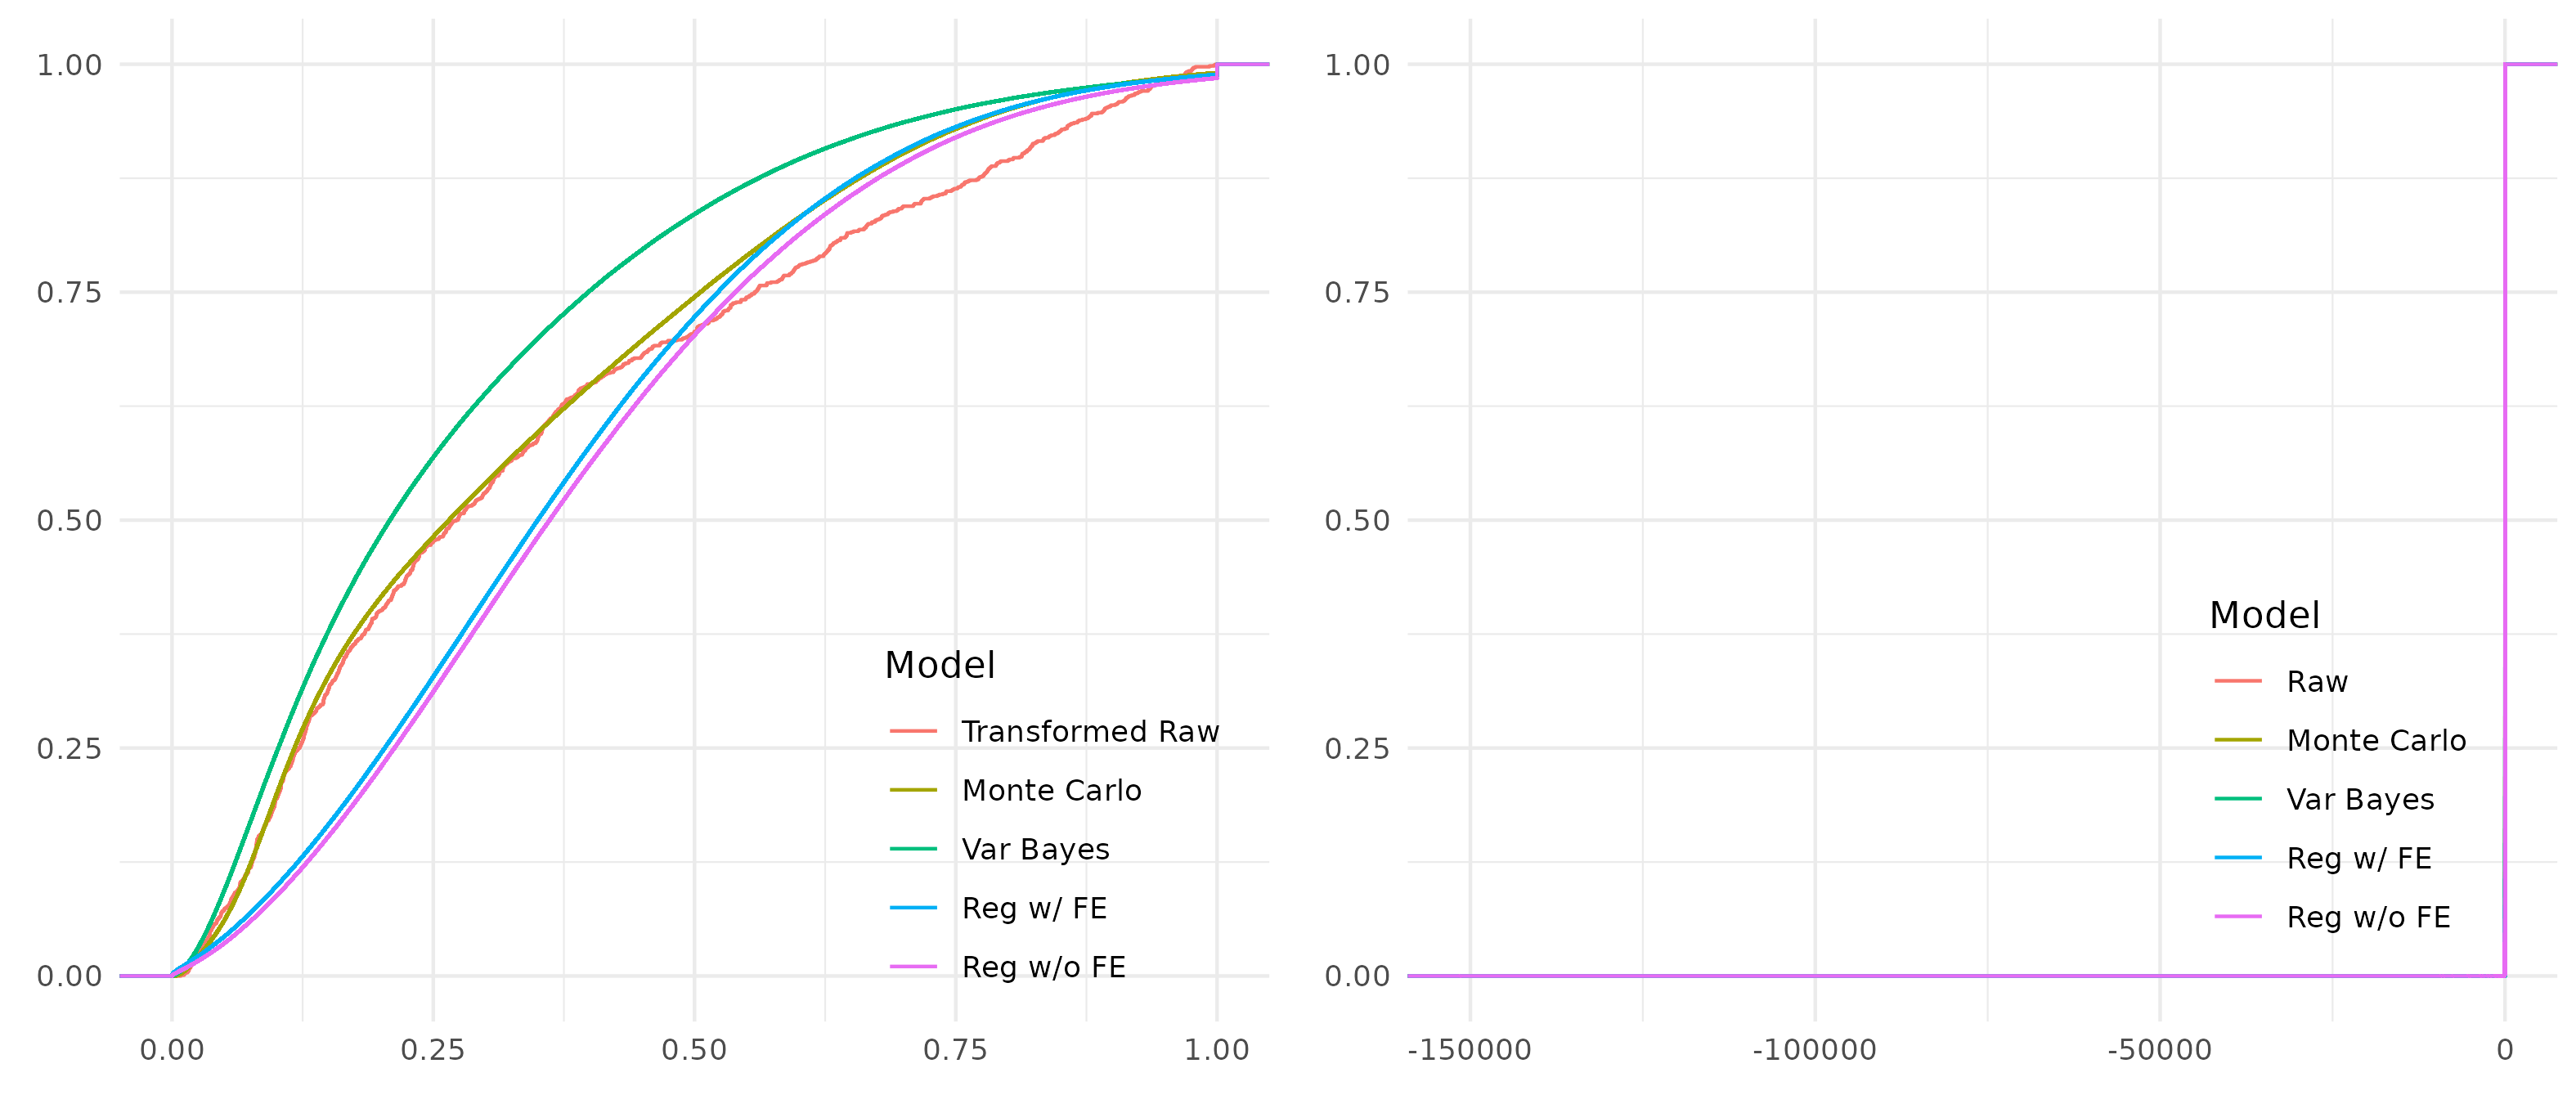 1.00
0.75
0.50
0.25
0.00
0.00 0.25 0.50 0.75 1.00
Model
Transformed Raw
Monte Carlo
Var Bayes
Reg w/ FE
Reg w/o FE
1.00
0.75
0.50
0.25
0.00
-150000 -100000 -50000 0
Model
Raw
Monte Carlo
Var Bayes
Reg w/ FE
Reg w/o FE